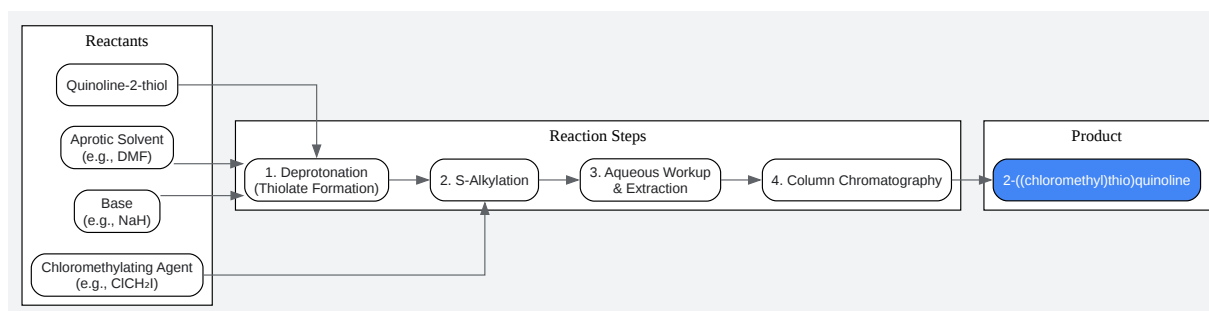 Reactants
Quinoline-2-thiol
Aprotic Solvent
(e.g., DMF)
Base
(e.g., NaH)
Chloromethylating Agent
(e.g., ClCH₂I)
Reaction Steps
1. Deprotonation
(Thiolate Formation)
2. S-Alkylation
3. Aqueous Workup
& Extraction
4. Column Chromatography
Product
2-((chloromethyl)thio)quinoline